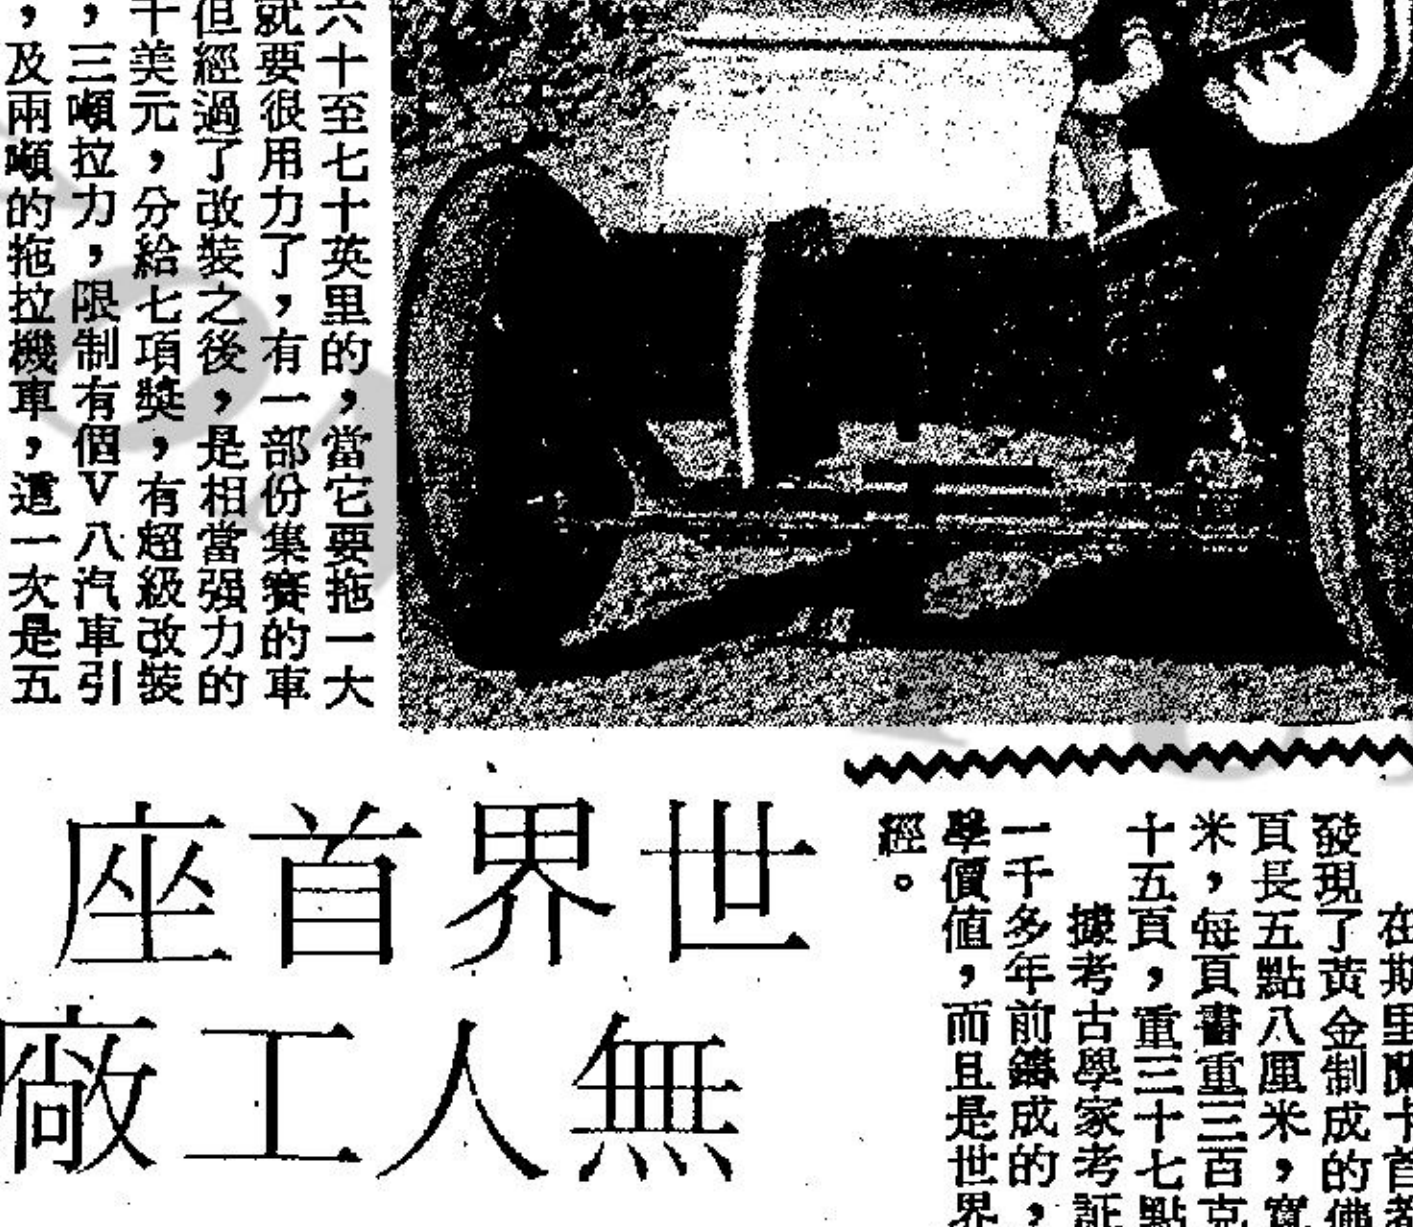 六十至七十英里的，當它要拖一大
就要很用力了，有一部份集賽的車
但經過了改裝之後，是相當强力的
美元，分給七項獎，有超級改裝
，三噸拉力，限制有個V八汽車引
，及兩噸的拖拉機車，這一次是五
在斯里蘭卡首都
發現了黄金制成的佛
頁長五點八厘米，寬
米，每頁書重三百克
十五頁，重三十七點
據考古學家考証
一千多年前鑄成的，
學價值，而且是世界
經。
世界首座
無人工廠